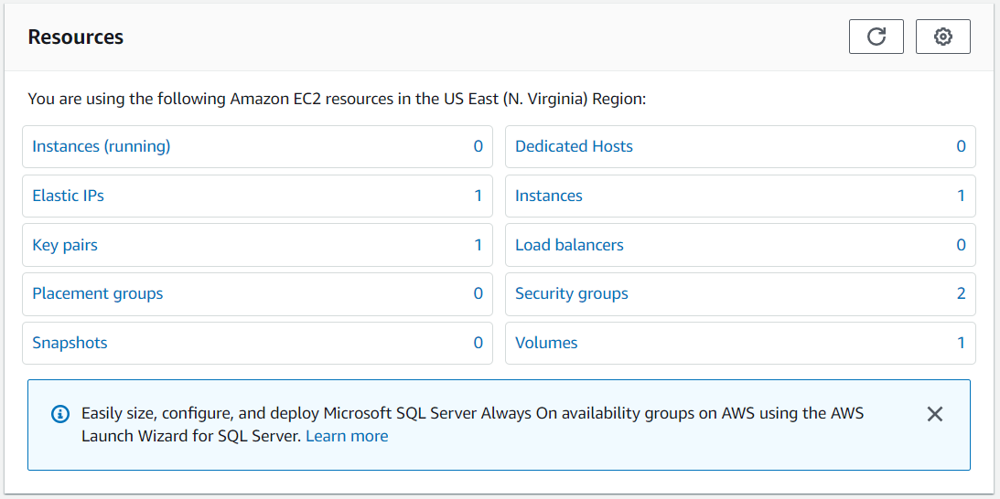 Resources
You are using the following Amazon EC2 resources in the US East (N. Virginia) Region:
Instances (running) 0
Dedicated Hosts 0
Elastic IPs 1
Instances 1
Key pairs 1
Load balancers 0
Placement groups 0
Security groups 2
Snapshots 0
Volumes 1
Easily size, configure, and deploy Microsoft SQL Server Always On availability groups on AWS using the AWS
Launch Wizard for SQL Server. Learn more